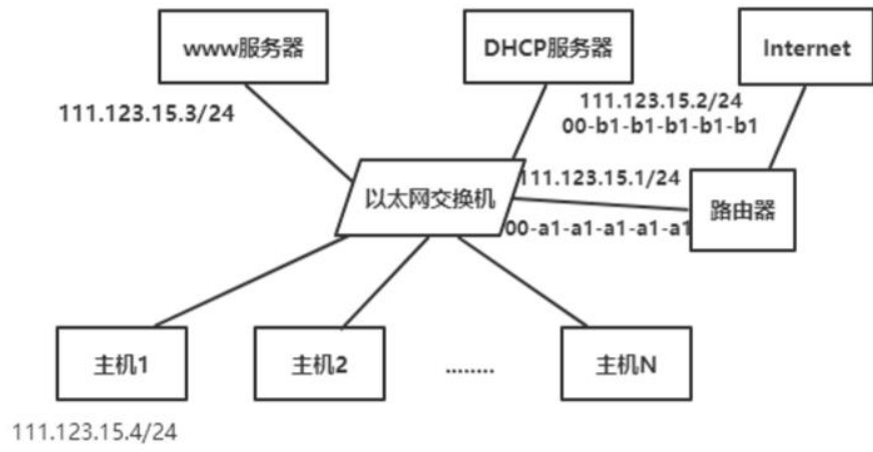 www服务器
DHCP服务器
Internet
111.123.15.3/24
111.123.15.2/24
00-b1-b1-b1-b1-b1
以太网交换机
111.123.15.1/24
路由器
00-a1-a1-a1-a1-a1
主机1
主机2
........
主机N
111.123.15.4/24